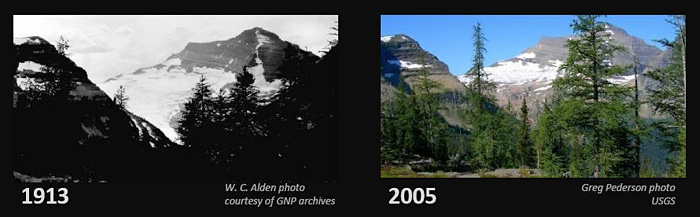 1913
W. C. Alden photo
courtesy of GNP archives
2005
Greg Pederson photo
USGS